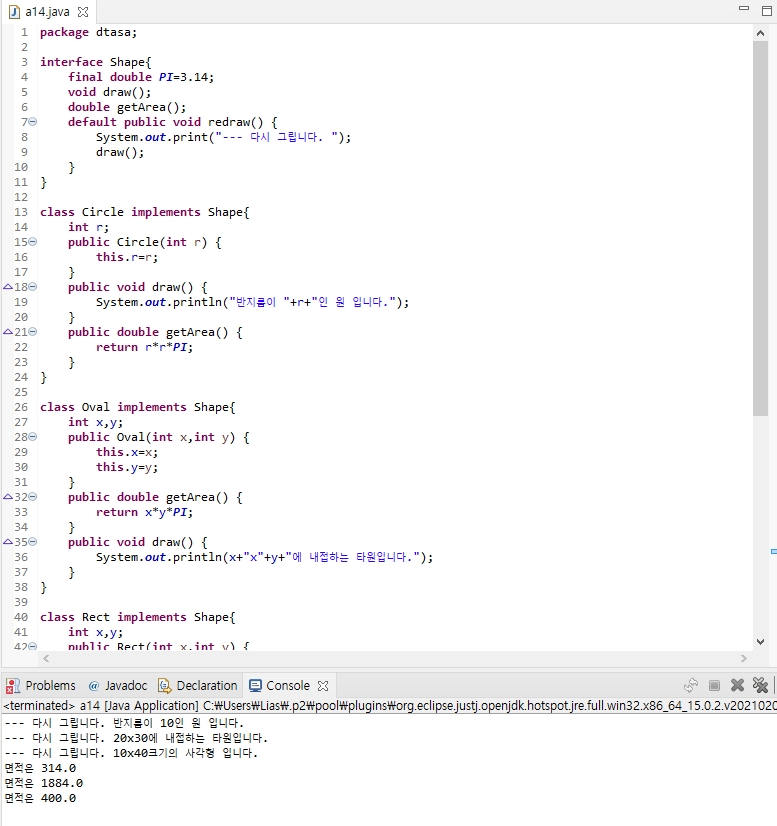 a14.java
1 package dtasa;
2
3 interface Shape{
4 final double PI=3.14;
5 void draw();
6 double getArea();
7 default public void redraw() {
8 System.out.print("--- 다시 그립니다. ");
9 draw();
10 }
11 }
12
13 class Circle implements Shape{
14 int r;
15 public Circle(int r) {
16 this.r=r;
17 }
18 public void draw() {
19 System.out.println("반지름이 "+r+"인 원 입니다.");
20 }
21 public double getArea() {
22 return r*r*PI;
23 }
24 }
25
26 class Oval implements Shape{
27 int x,y;
28 public Oval(int x,int y) {
29 this.x=x;
30 this.y=y;
31 }
32 public double getArea() {
33 return x*y*PI;
34 }
35 public void draw() {
36 System.out.println(x+"x"+y+"에 내접하는 타원입니다.");
37 }
38 }
39
40 class Rect implements Shape{
41 int x,y;
42 public Rect(int x,int y) {
Problems @ Javadoc Declaration Console
<terminated> a14 [Java Application] C:₩Users₩Lias₩.p2₩pool₩plugins₩org.eclipse.justj.openjdk.hotspot.jre.full.win32.x86_64_15.0.2.v2021020
--- 다시 그립니다. 반지름이 10인 원 입니다.
--- 다시 그립니다. 20x30에 내접하는 타원입니다.
--- 다시 그립니다. 10x40크기의 사각형 입니다.
면적은 314.0
면적은 1884.0
면적은 400.0